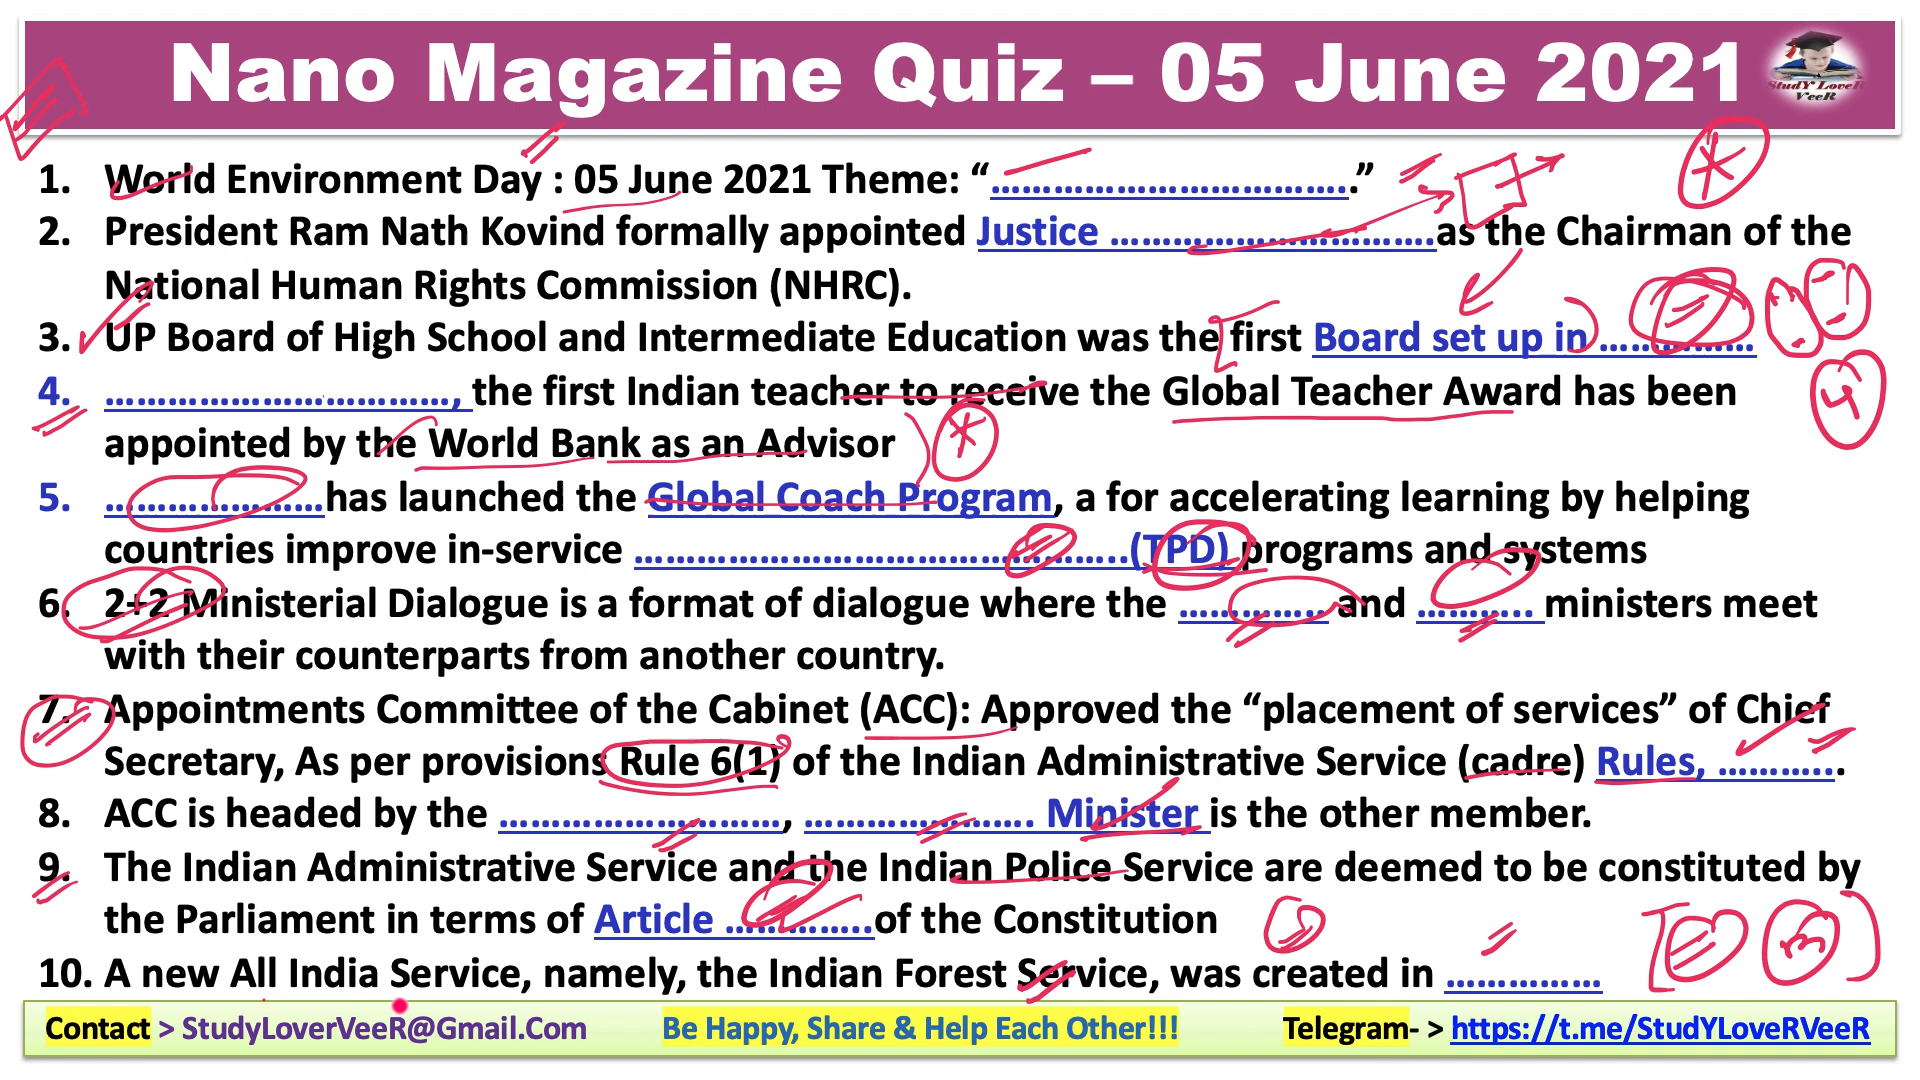 Nano Magazine Quiz – 05 June 2021
StudY LoveR
VeeR
1. World Environment Day : 05 June 2021 Theme: “……………………………….”
2. President Ram Nath Kovind formally appointed Justice …………………………….as the Chairman of the
National Human Rights Commission (NHRC).
3. UP Board of High School and Intermediate Education was the first Board set up in ……………
4. ……………………………, the first Indian teacher to receive the Global Teacher Award has been
appointed by the World Bank as an Advisor
5. ………………….has launched the Global Coach Program, a for accelerating learning by helping
countries improve in-service …………………………………………..(TPD) programs and systems
6. 2+2 Ministerial Dialogue is a format of dialogue where the …………… and ……….. ministers meet
with their counterparts from another country.
7. Appointments Committee of the Cabinet (ACC): Approved the “placement of services” of Chief
Secretary, As per provisions Rule 6(1) of the Indian Administrative Service (cadre) Rules, ………...
8. ACC is headed by the ………………………, …………………. Minister is the other member.
9. The Indian Administrative Service and the Indian Police Service are deemed to be constituted by
the Parliament in terms of Article …………..of the Constitution
10. A new All India Service, namely, the Indian Forest Service, was created in ……………
Contact > StudyLoverVeeR@Gmail.Com Be Happy, Share & Help Each Other!!! Telegram- > https://t.me/StudYLoveRVeeR